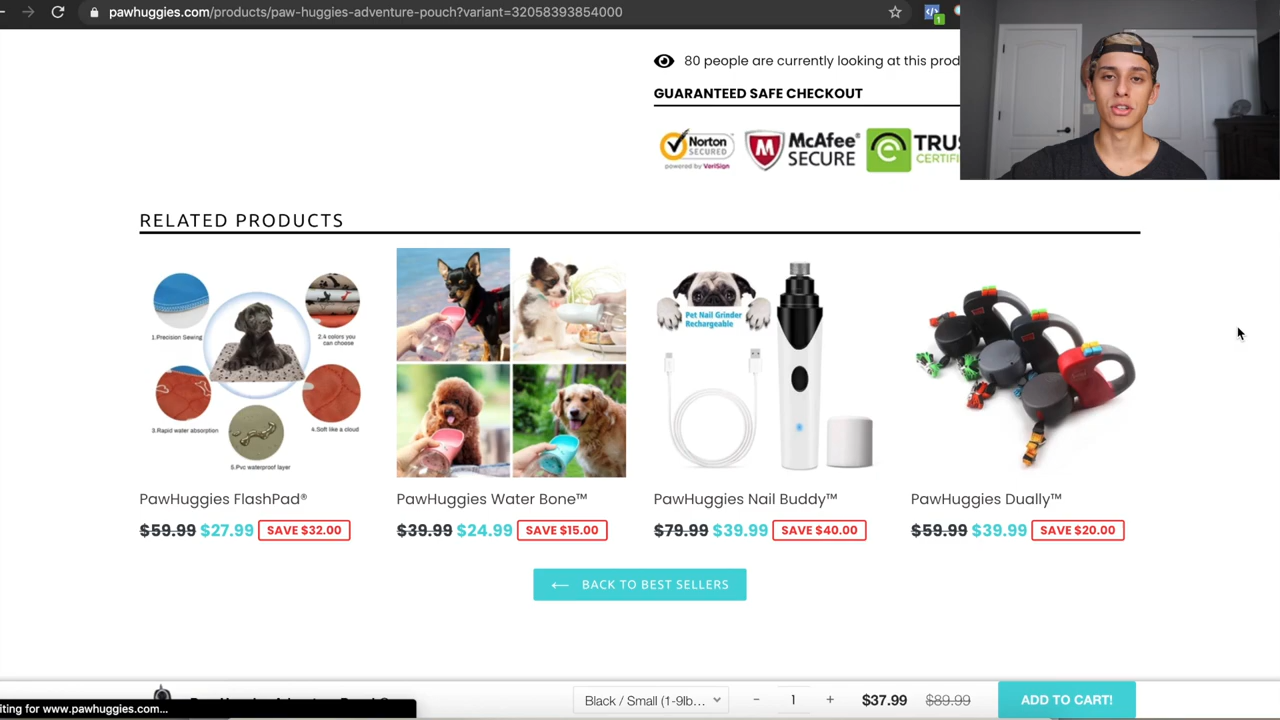 pawhuggies.com/products/paw-huggies-adventure-pouch?variant=32058393854000
1
80 people are currently looking at this prod
GUARANTEED SAFE CHECKOUT
Norton
SECURED
powered by VeriSign
McAfee®
SECURE
TRUS
CERTIFI
RELATED PRODUCTS
1.Precision Sewing
2.4 colors you
can choose
3.Rapid water absorption
4.Soft like a cloud
5.Pvc waterproof layer
Pet Nail Grinder
Rechargeable
PawHuggies FlashPad®
$59.99 $27.99 SAVE $32.00
PawHuggies Water Bone™
$39.99 $24.99 SAVE $15.00
PawHuggies Nail Buddy™
$79.99 $39.99 SAVE $40.00
PawHuggies Dually™
$59.99 $39.99 SAVE $20.00
← BACK TO BEST SELLERS
Black / Small (1-9lb... - 1 + $37.99 $89.99 ADD TO CART!
iting for www.pawhuggies.com...